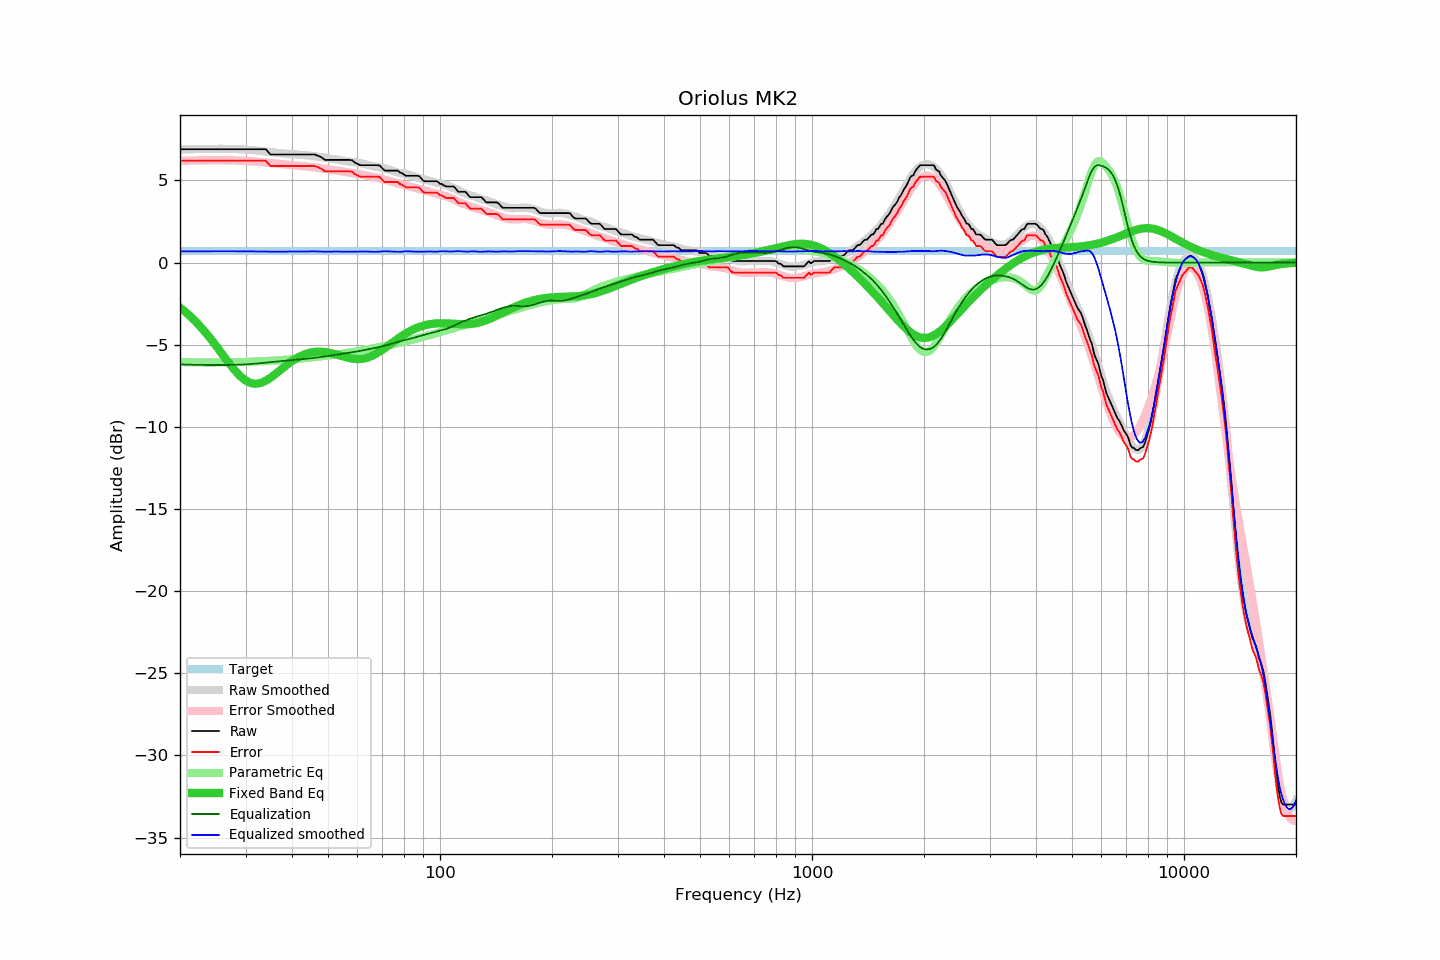 Oriolus MK2
Amplitude (dBr)
5
0
−5
−10
−15
−20
−25
−30
−35
Target
Raw Smoothed
Error Smoothed
Raw
Error
Parametric Eq
Fixed Band Eq
Equalization
Equalized smoothed
100
1000
10000
Frequency (Hz)